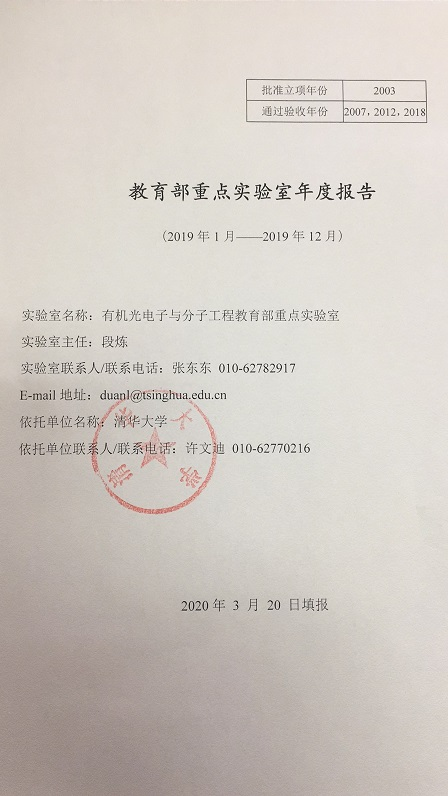 批准立项年份 2003
通过验收年份 2007，2012，2018
教育部重点实验室年度报告
（2019 年 1 月——2019 年 12 月）
实验室名称：有机光电子与分子工程教育部重点实验室
实验室主任：段炼
实验室联系人/联系电话：张东东 010-62782917
E-mail 地址：duanl@tsinghua.edu.cn
依托单位名称：清华大学
依托单位联系人/联系电话：许文迪 010-62770216
清华大学
2020 年 3 月 20 日填报